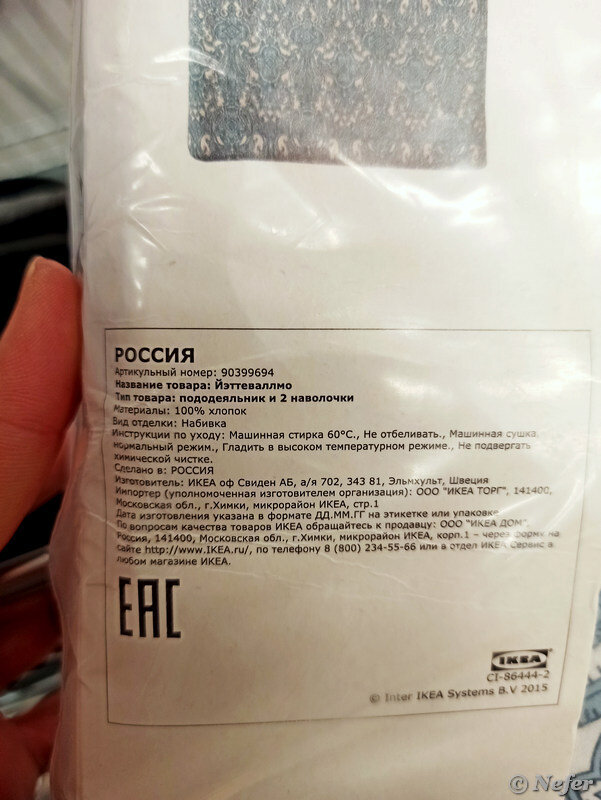 РОССИЯ
Артикульный номер: 90399694
Название товара: Йэттеваллмо
Тип товара: пододеяльник и 2 наволочки
Материалы: 100% хлопок
Вид отделки: Набивка
Инструкции по уходу: Машинная стирка 60°С., Не отбеливать., Машинная сушка,
нормальный режим., Гладить в высоком температурном режиме., Не подвергать
химической чистке.
Сделано в: РОССИЯ
Изготовитель: ИКЕА оф Свиден АБ, а/я 702, 343 81, Эльмхульт, Швеция
Импортер (уполномоченная изготовителем организация): ООО "ИКЕА ТОРГ", 141400,
Московская обл., г.Химки, микрорайон ИКЕА, стр.1
Дата изготовления указана в формате ДД.ММ.ГГ на этикетке или упаковке
По вопросам качества товаров ИКЕА обращайтесь к продавцу: ООО "ИКЕА ДОМ",
Россия, 141400, Московская обл., г.Химки, микрорайон ИКЕА, корп.1 – через форму на
сайте http://www.IKEA.ru/, по телефону 8 (800) 234-55-66 или в отдел ИКЕА Сервис в
любом магазине ИКЕА.
EAC
IKEA
CI-86444-2
© Inter IKEA Systems B.V 2015
© Nefer